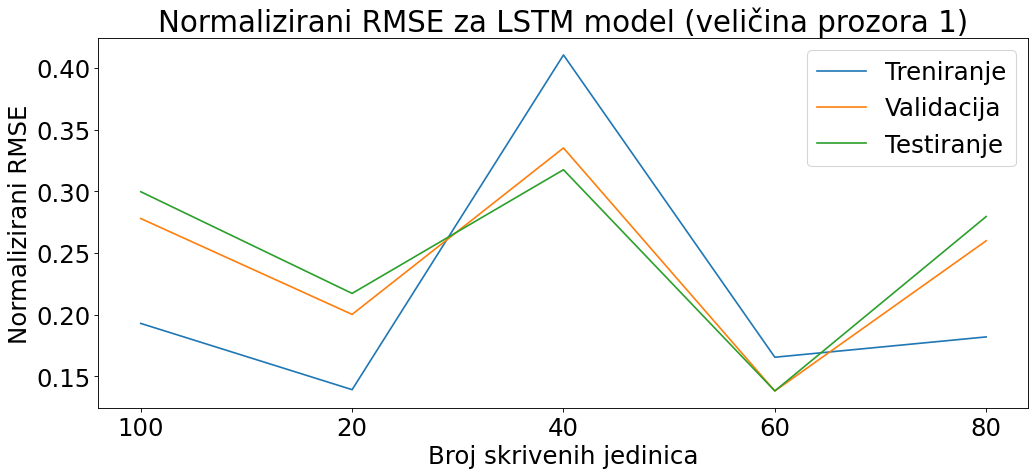 Normalizirani RMSE za LSTM model (veličina prozora 1)
Normalizirani RMSE
0.40
0.35
0.30
0.25
0.20
0.15
Treniranje
Validacija
Testiranje
100 20 40 60 80
Broj skrivenih jedinica